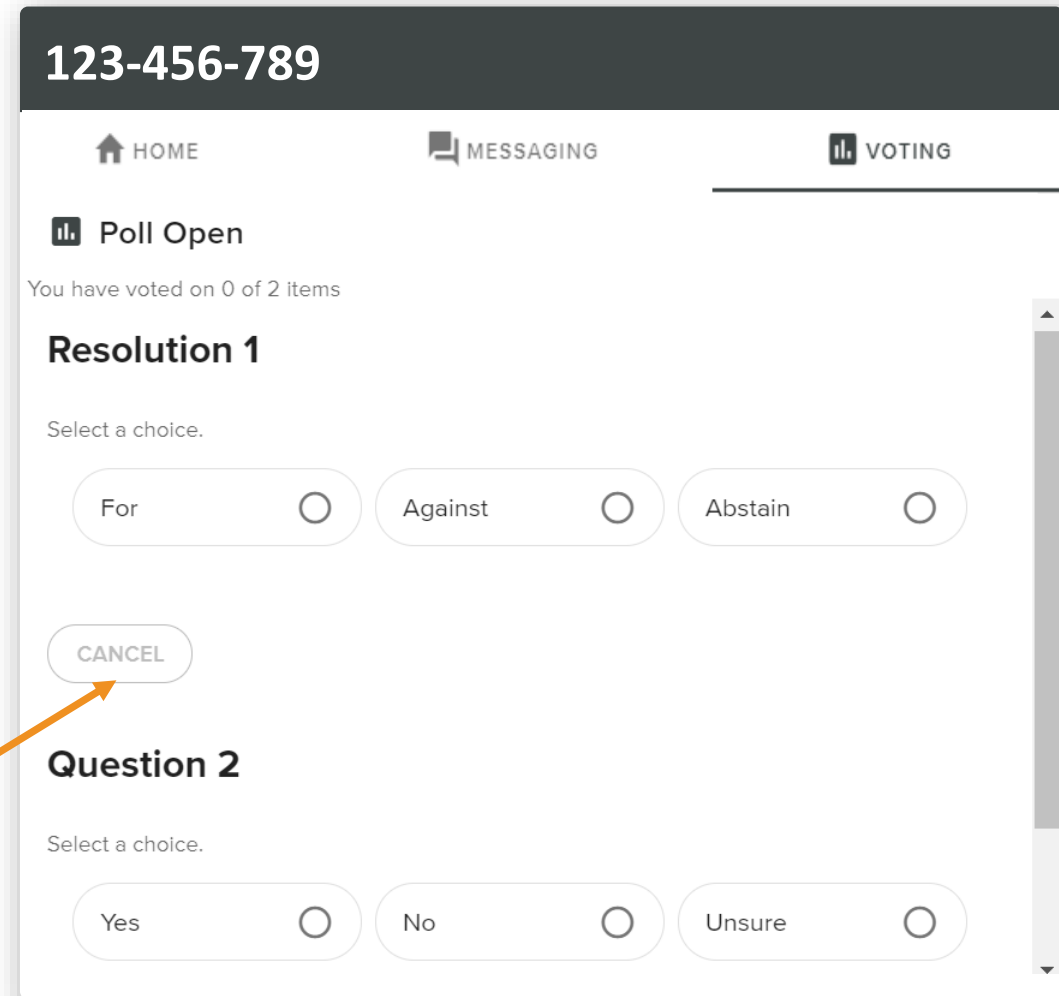 123-456-789
HOME MESSAGING VOTING
Poll Open
You have voted on 0 of 2 items
Resolution 1
Select a choice.
For Against Abstain
CANCEL
Question 2
Select a choice.
Yes No Unsure